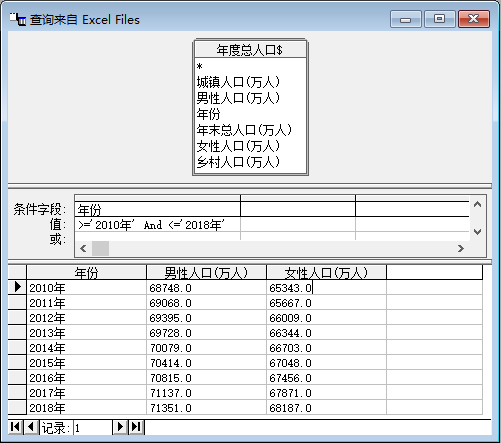 查询来自 Excel Files
年度总人口$
*
城镇人口(万人)
男性人口(万人)
年份
年末总人口(万人)
女性人口(万人)
乡村人口(万人)
条件字段: 年份
值: >='2010年' And <='2018年'
或:
年份 男性人口(万人) 女性人口(万人)
2010年 68748.0 65343.0
2011年 69068.0 65667.0
2012年 69395.0 66009.0
2013年 69728.0 66344.0
2014年 70079.0 66703.0
2015年 70414.0 67048.0
2016年 70815.0 67456.0
2017年 71137.0 67871.0
2018年 71351.0 68187.0
记录: 1